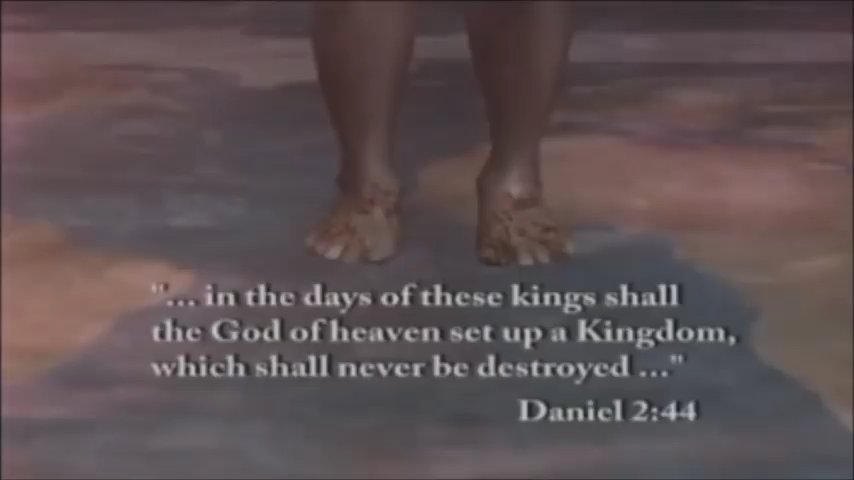 "... in the days of these kings shall
the God of heaven set up a Kingdom,
which shall never be destroyed ..."
Daniel 2:44